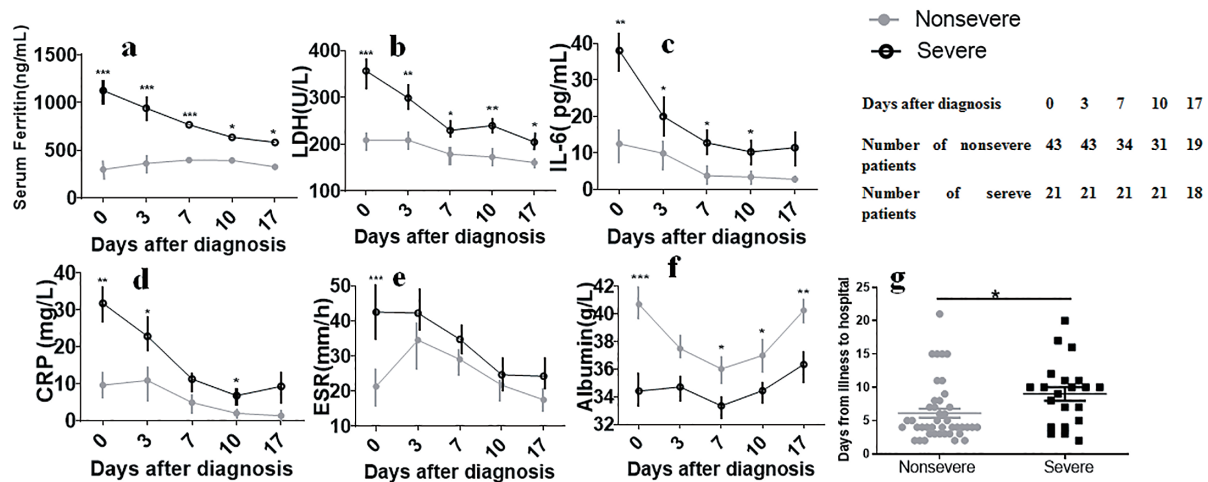 a
Serum Ferritin(ng/mL)
1500
1000
500
0
***
***
***
*
*
0 3 7 10 17
Days after diagnosis
b
LDH(U/L)
400
300
200
100
***
**
*
**
*
0 3 7 10 17
Days after diagnosis
c
IL-6( pg/mL)
40
30
20
10
0
**
*
*
*
0 3 7 10 17
Days after diagnosis
Nonsevere
Severe
Days after diagnosis 0 3 7 10 17
Number of nonsevere 43 43 34 31 19
patients
Number of sereve 21 21 21 21 18
patients
d
CRP (mg/L)
40
30
20
10
0
**
*
*
0 3 7 10 17
Days after diagnosis
e
ESR(mm/h)
50
40
30
20
10
***
0 3 7 10 17
Days after diagnosis
f
Albumin(g/L)
42
40
38
36
34
32
***
*
*
**
0 3 7 10 17
Days after diagnosis
g
Days from illness to hospital
25
20
15
10
5
0
*
Nonsevere Severe